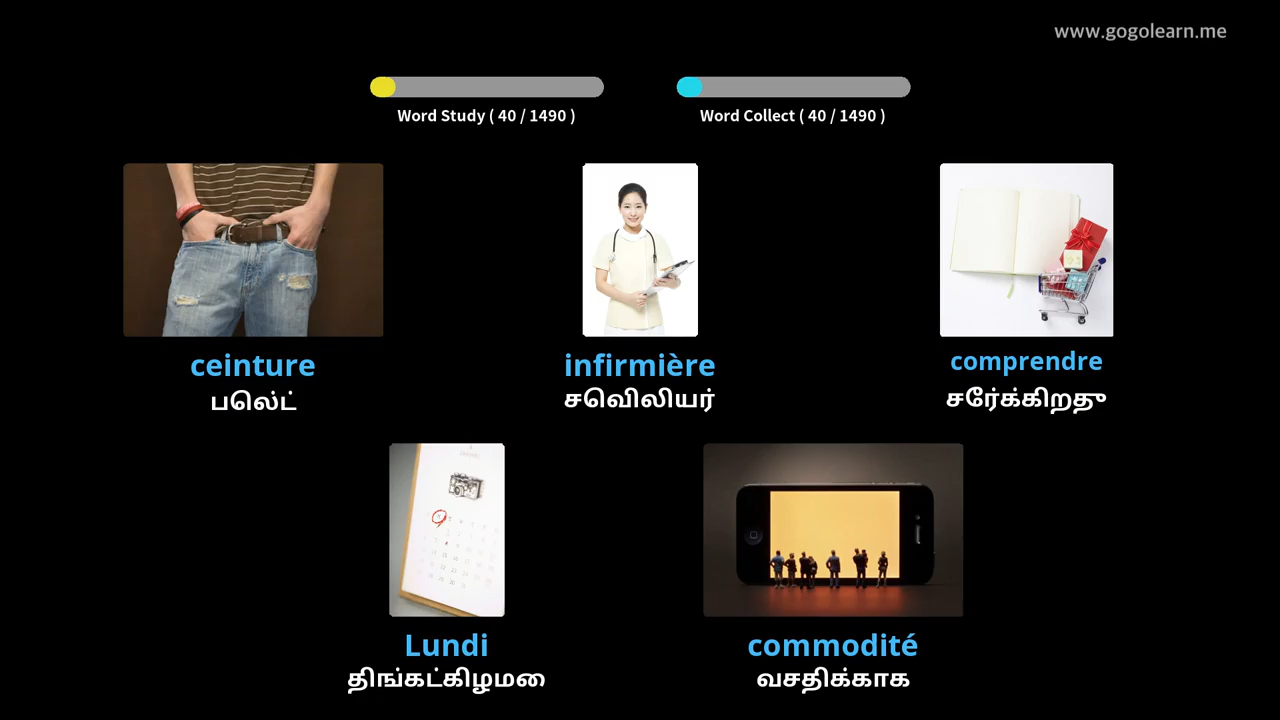 www.gogolearn.me
Word Study ( 40 / 1490 )
Word Collect ( 40 / 1490 )
ceinture
பெல்ட்
infirmière
செவிலியர்
comprendre
சேர்க்கிறது
Lundi
திங்கட்கிழமை
commodité
வசதிக்காக